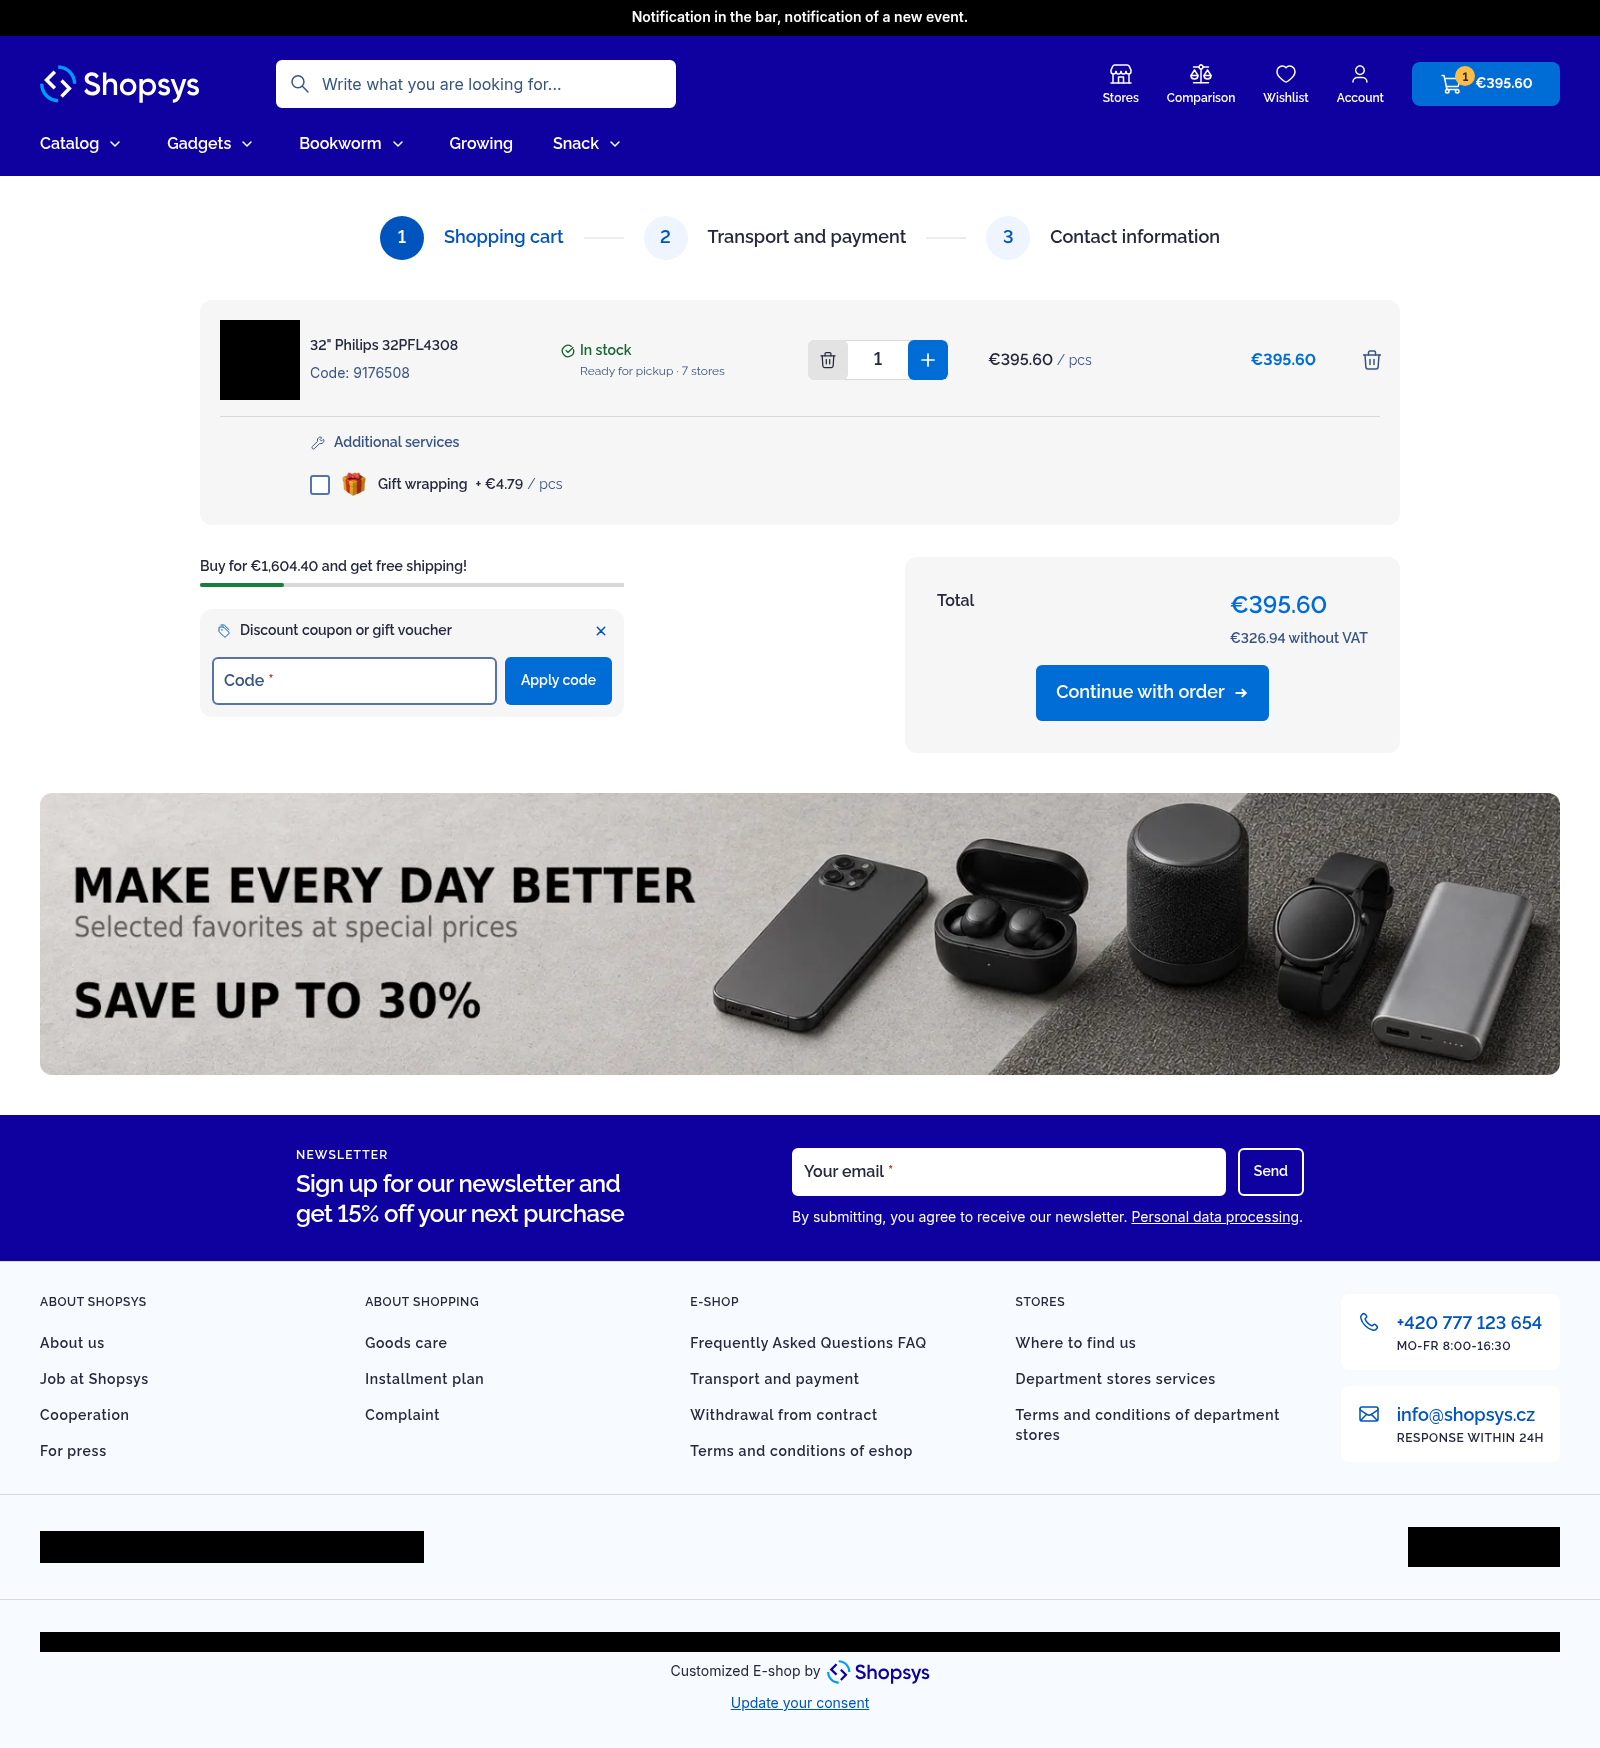 Notification in the bar, notification of a new event.
Shopsys
Write what you are looking for...
Stores
Comparison
Wishlist
Account
1
€395.60
Catalog
Gadgets
Bookworm
Growing
Snack
1
Shopping cart
2
Transport and payment
3
Contact information
32" Philips 32PFL4308
Code: 9176508
In stock
Ready for pickup · 7 stores
1
€395.60 / pcs
€395.60
Additional services
Gift wrapping + €4.79 / pcs
Buy for €1,604.40 and get free shipping!
Discount coupon or gift voucher
Code *
Apply code
Total
€395.60
€326.94 without VAT
Continue with order
MAKE EVERY DAY BETTER
Selected favorites at special prices
SAVE UP TO 30%
NEWSLETTER
Sign up for our newsletter and
get 15% off your next purchase
Your email *
Send
By submitting, you agree to receive our newsletter. Personal data processing.
ABOUT SHOPSYS
About us
Job at Shopsys
Cooperation
For press
ABOUT SHOPPING
Goods care
Installment plan
Complaint
E-SHOP
Frequently Asked Questions FAQ
Transport and payment
Withdrawal from contract
Terms and conditions of eshop
STORES
Where to find us
Department stores services
Terms and conditions of department
stores
+420 777 123 654
MO-FR 8:00-16:30
info@shopsys.cz
RESPONSE WITHIN 24H
Customized E-shop by Shopsys
Update your consent